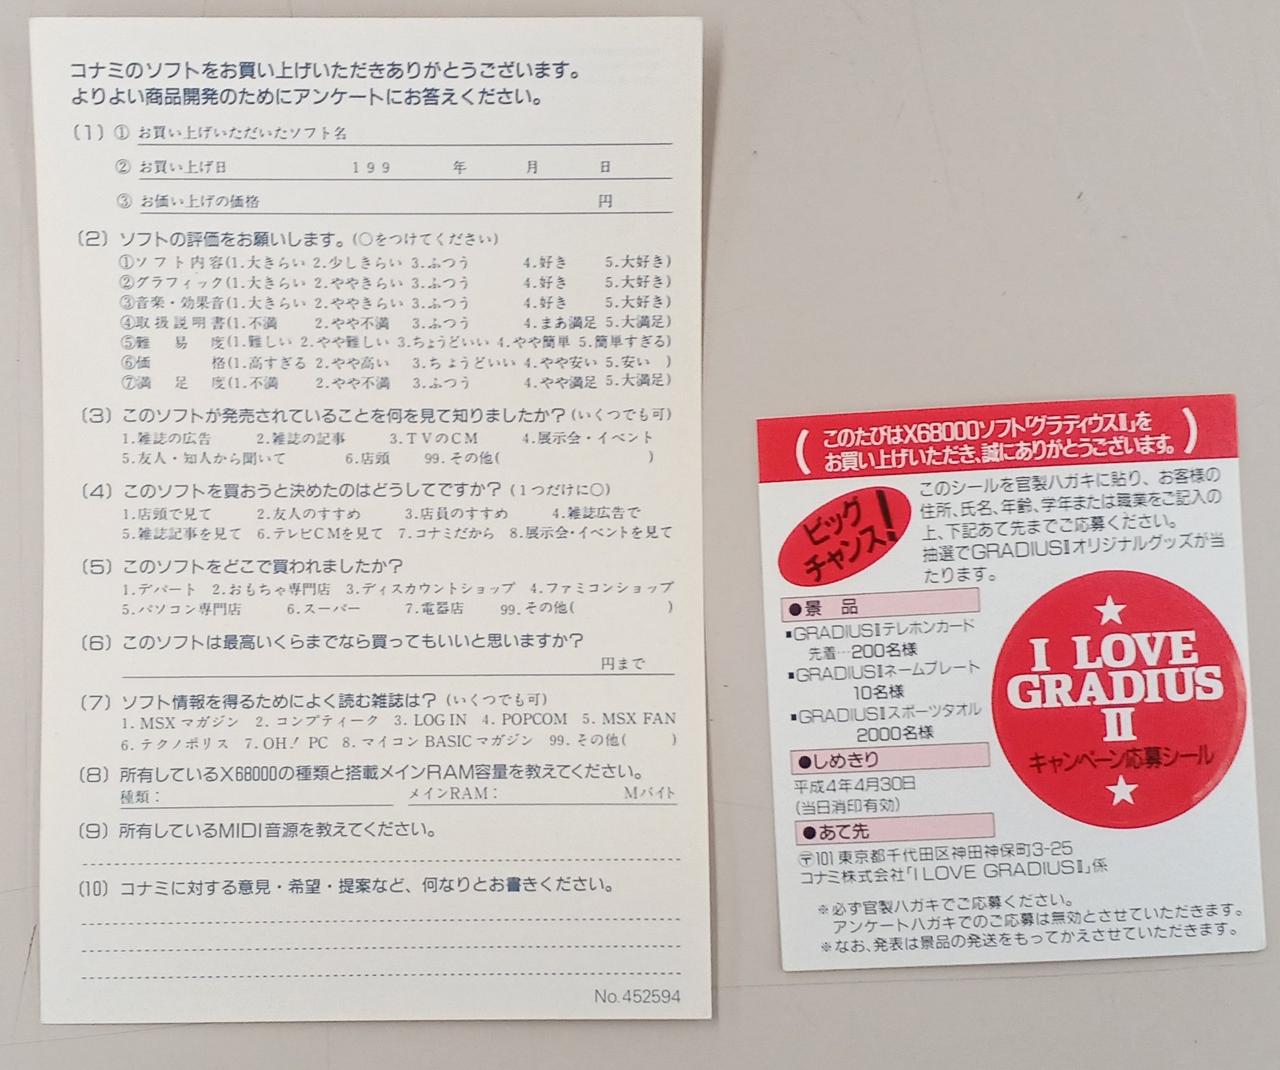 コナミのソフトをお買い上げいただきありがとうございます。
よりよい商品開発のためにアンケートにお答えください。
(1) ① お買い上げいただいたソフト名
② お買い上げ日 199 年 月 日
③ お価い上げの価格 円
(2) ソフトの評価をお願いします。(○をつけてください)
①ソフト内容(1.大きらい 2.少しきらい 3.ふつう 4.好き 5.大好き)
②グラフィック(1.大きらい 2.ややきらい 3.ふつう 4.好き 5.大好き)
③音楽・効果音(1.大きらい 2.ややきらい 3.ふつう 4.好き 5.大好き)
④取扱説明書(1.不満 2.やや不満 3.ふつう 4.まあ満足 5.大満足)
⑤難易度(1.難しい 2.やや難しい 3.ちょうどいい 4.やや簡単 5.簡単すぎる)
⑥価格(1.高すぎる 2.やや高い 3.ちょうどいい 4.やや安い 5.安い )
⑦満足度(1.不満 2.やや不満 3.ふつう 4.やや満足 5.大満足)
(3) このソフトが発売されていることを何を見て知りましたか?(いくつでも可)
1.雑誌の広告 2.雑誌の記事 3.TVのCM 4.展示会・イベント
5.友人・知人から聞いて 6.店頭 99.その他( )
(4) このソフトを買おうと決めたのはどうしてですか?(1つだけに○)
1.店頭で見て 2.友人のすすめ 3.店員のすすめ 4.雑誌広告で
5.雑誌記事を見て 6.テレビCMを見て 7.コナミだから 8.展示会・イベントを見て
(5) このソフトをどこで買われましたか?
1.デパート 2.おもちゃ専門店 3.ディスカウントショップ 4.ファミコンショップ
5.パソコン専門店 6.スーパー 7.電器店 99.その他( )
(6) このソフトは最高いくらまでなら買ってもいいと思いますか?
円まで
(7) ソフト情報を得るためによく読む雑誌は?(いくつでも可)
1. MSXマガジン 2. コンプティーク 3. LOG IN 4. POPCOM 5. MSX FAN
6. テクノポリス 7. OH! PC 8. マイコンBASICマガジン 99. その他( )
(8) 所有しているX68000の種類と搭載メインRAM容量を教えてください。
種類: メインRAM: Mバイト
(9) 所有しているMIDI音源を教えてください。
(10) コナミに対する意見・希望・提案など、何なりとお書きください。
No.452594
(このたびはX68000ソフト「グラディウスⅡ」を
お買い上げいただき、誠にありがとうございます。)
ビッグ
チャンス!
このシールを官製ハガキに貼り、お客様の
住所、氏名、年齢、学年または職業をご記入の
上、下記あて先までご応募ください。
抽選でGRADIUSⅡオリジナルグッズが当
たります。
●景 品
■GRADIUSⅡテレホンカード
先着…200名様
■GRADIUSⅡネームプレート
10名様
■GRADIUSⅡスポーツタオル
2000名様
●しめきり
平成4年4月30日
(当日消印有効)
●あて先
〒101 東京都千代田区神田神保町3-25
コナミ株式会社「I LOVE GRADIUSⅡ」係
※必ず官製ハガキでご応募ください。
アンケートハガキでのご応募は無効とさせていただきます。
※なお、発表は景品の発送をもってかえさせていただきます。
★
I LOVE
GRADIUS
II
キャンペーン応募シール
★